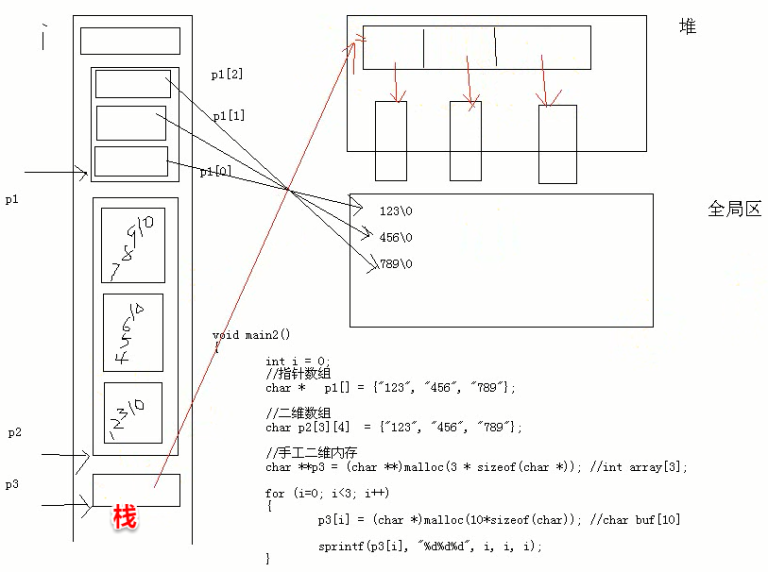 i
堆
p1[2]
p1[1]
p1[0]
p1
全局区
123\0
456\0
789\0
789\0
456\0
123\0
p2
p3
栈
void main2()
{
int i = 0;
//指针数组
char * p1[] = {"123", "456", "789"};
//二维数组
char p2[3][4] = {"123", "456", "789"};
//手工二维内存
char **p3 = (char **)malloc(3 * sizeof(char *)); //int array[3];
for (i=0; i<3; i++)
{
p3[i] = (char *)malloc(10*sizeof(char)); //char buf[10]
sprintf(p3[i], "%d%d%d", i, i, i);
}